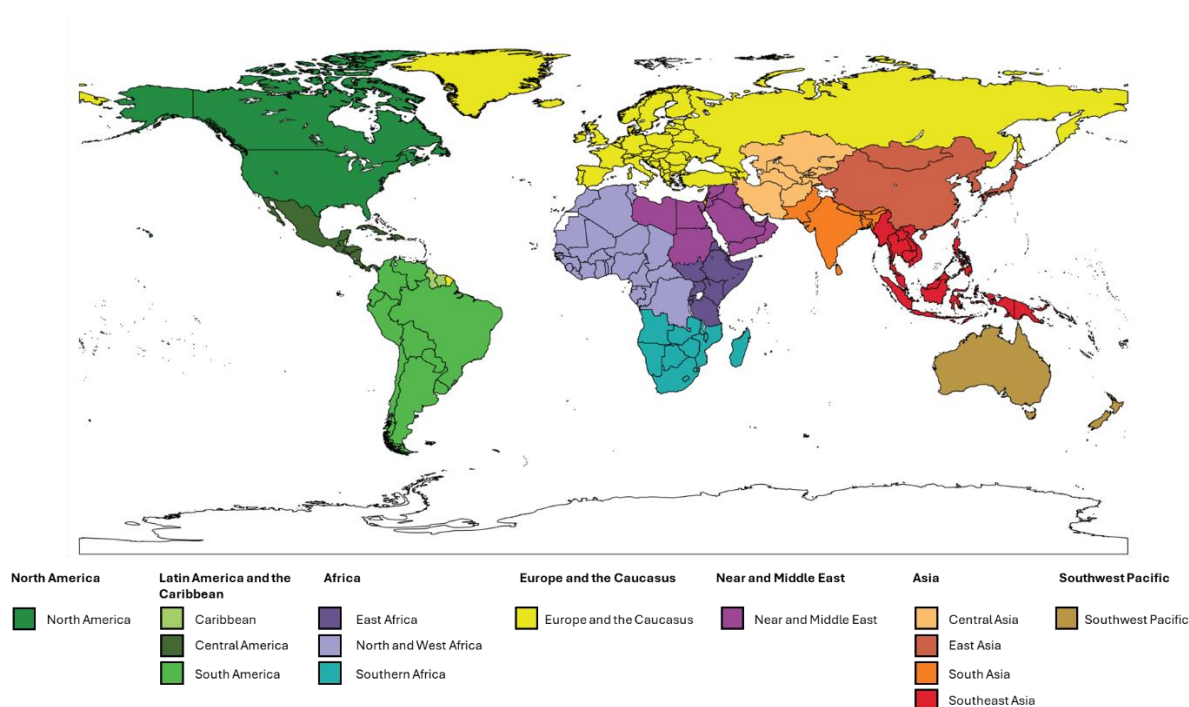 North America
North America
Latin America and the
Caribbean
Caribbean
Central America
South America
Africa
East Africa
North and West Africa
Southern Africa
Europe and the Caucasus
Europe and the Caucasus
Near and Middle East
Near and Middle East
Asia
Central Asia
East Asia
South Asia
Southeast Asia
Southwest Pacific
Southwest Pacific